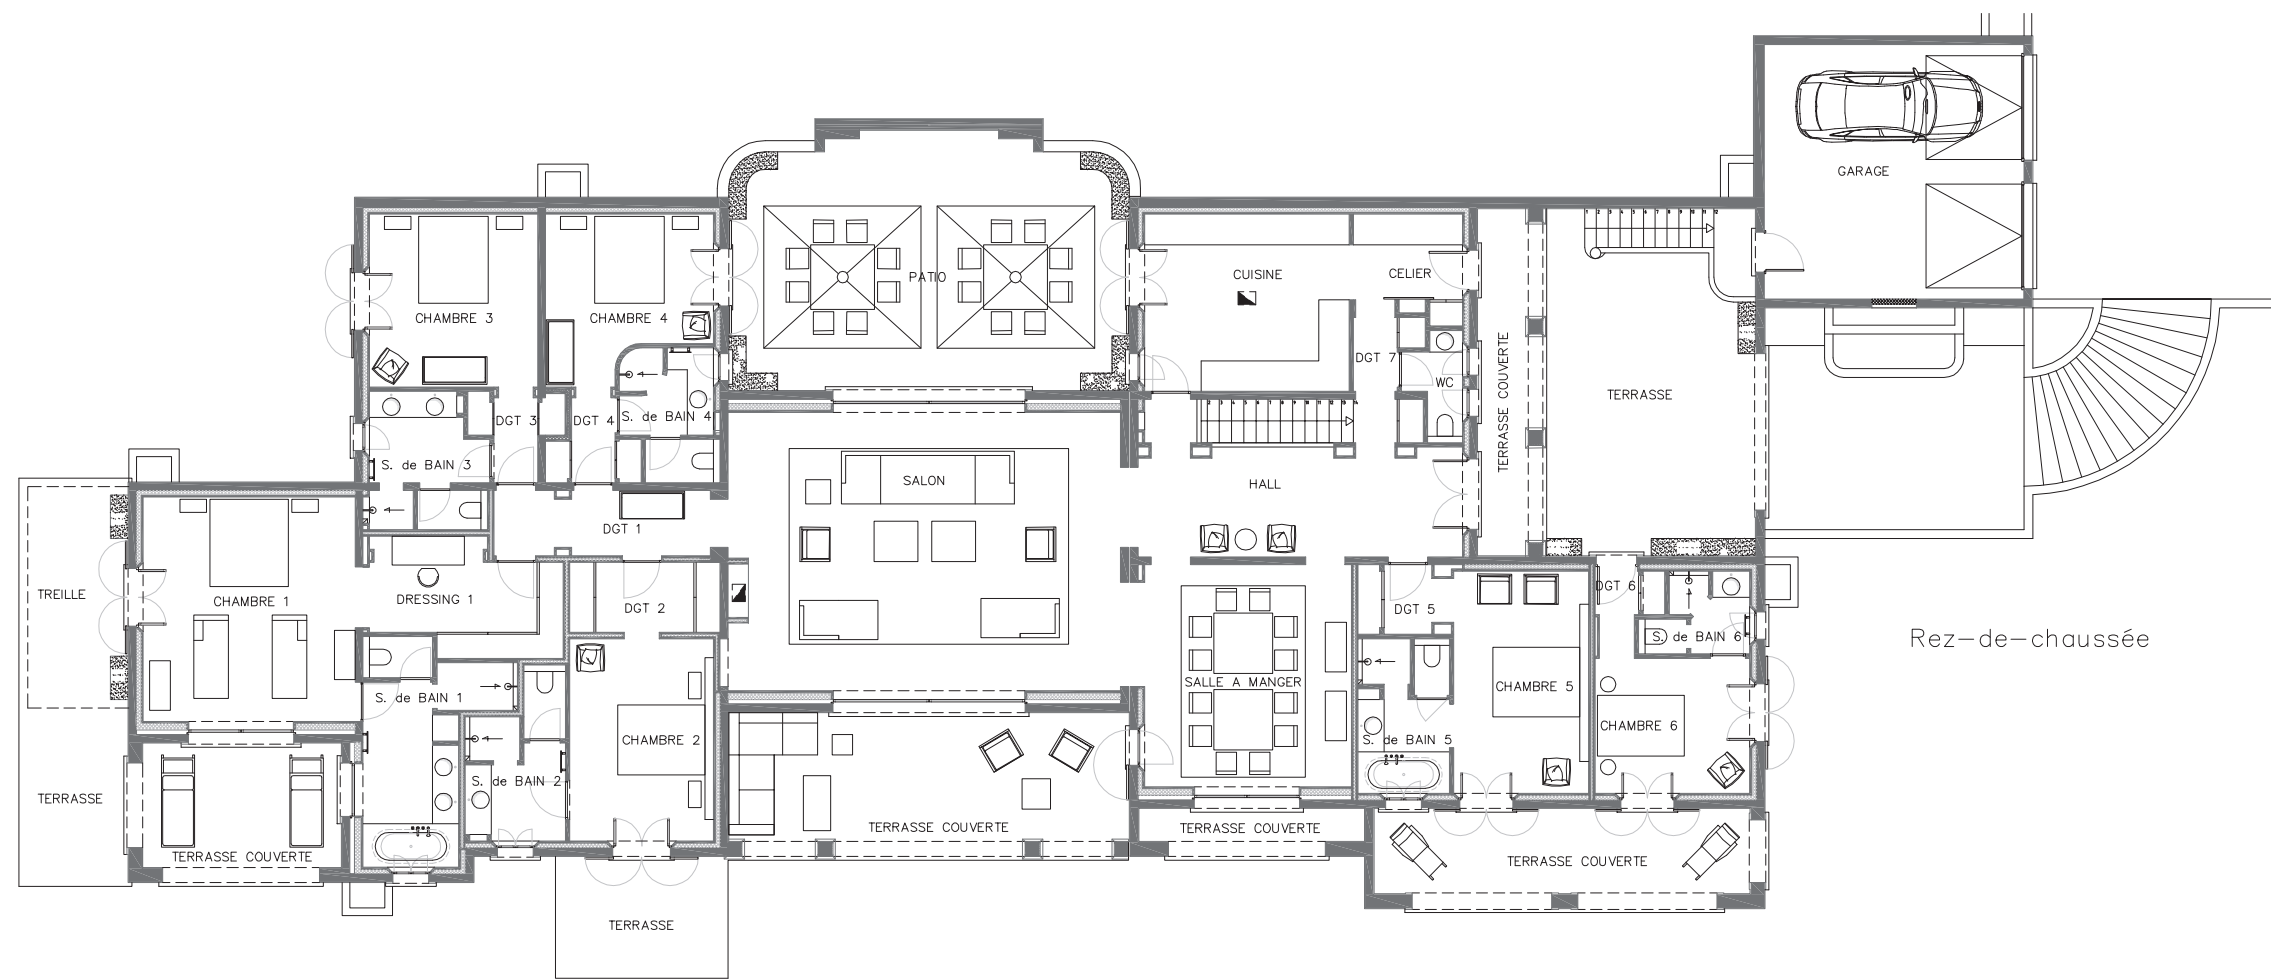 GARAGE
PATIO
CUISINE
CELIER
CHAMBRE 3
CHAMBRE 4
DGT 7
WC
TERRASSE COUVERTE
TERRASSE
DGT 3
DGT 4
S. de BAIN 4
S. de BAIN 3
SALON
HALL
DGT 1
TREILLE
CHAMBRE 1
DRESSING 1
DGT 2
DGT 5
DGT 6
S. de BAIN 6
Rez-de-chaussée
SALLE A MANGER
CHAMBRE 5
S. de BAIN 1
CHAMBRE 2
S. de BAIN 5
CHAMBRE 6
S. de BAIN 2
TERRASSE
TERRASSE COUVERTE
TERRASSE COUVERTE
TERRASSE COUVERTE
TERRASSE COUVERTE
TERRASSE